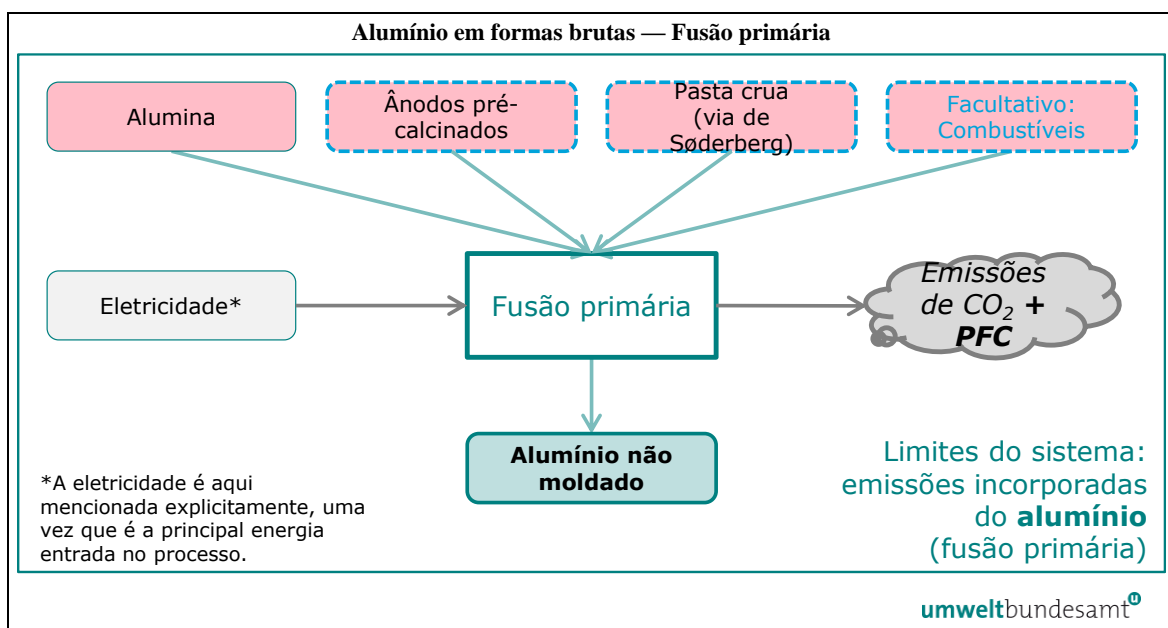 Alumínio em formas brutas — Fusão primária
Alumina
Ânodos pré-
calcinados
Pasta crua
(via de
Søderberg)
Facultativo:
Combustíveis
Eletricidade*
Fusão primária
Emissões
de CO2 +
PFC
Alumínio não
moldado
*A eletricidade é aqui
mencionada explicitamente, uma
vez que é a principal energia
entrada no processo.
Limites do sistema:
emissões incorporadas
do alumínio
(fusão primária)
umweltbundesamt